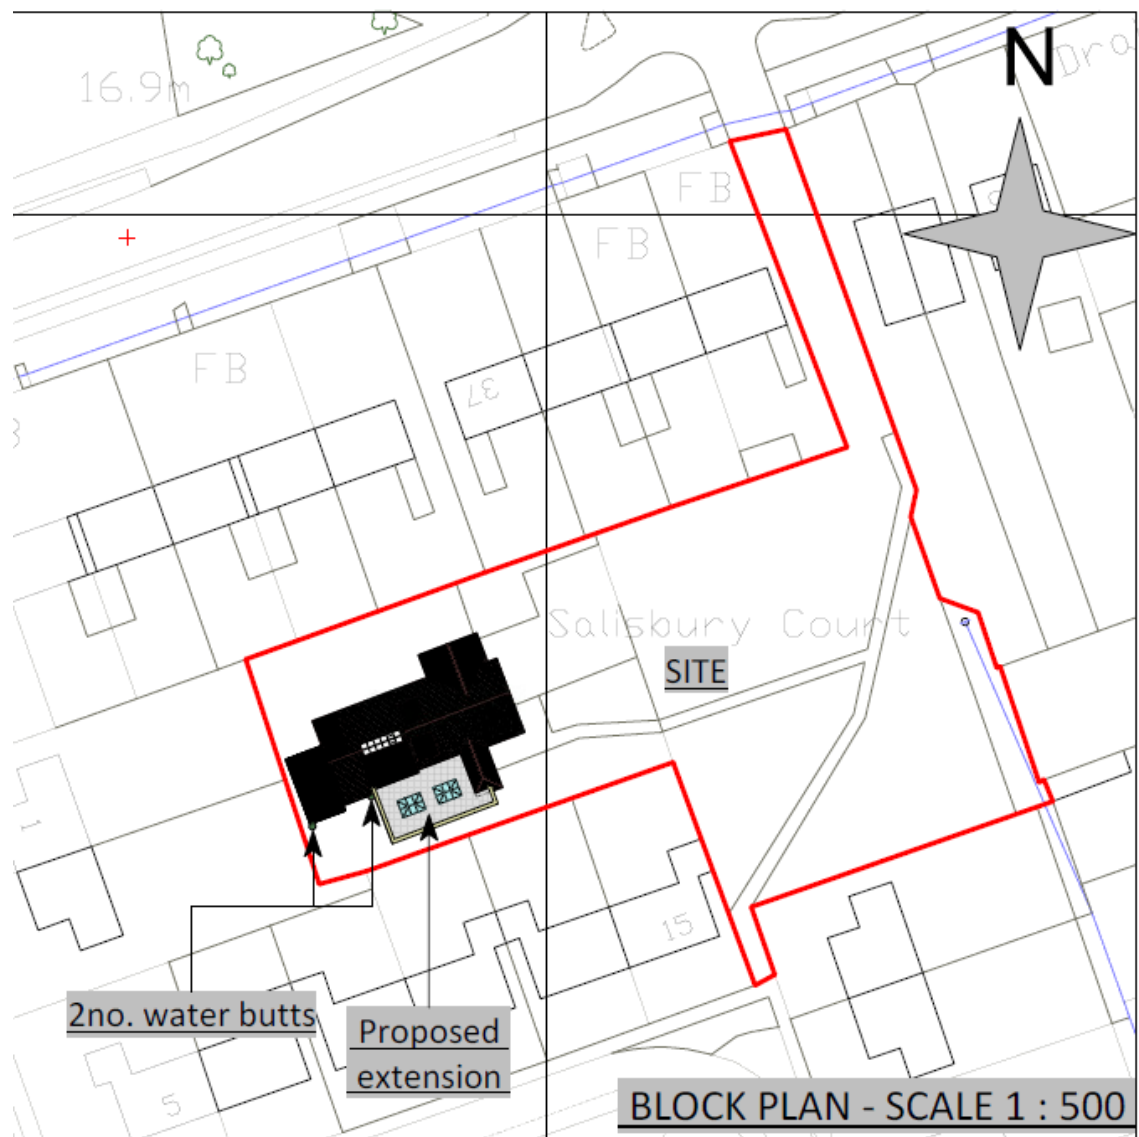 16.9m
N
Dra
FB
FB
FB
37
Salisbury Court
SITE
1
15
2no. water butts
Proposed
extension
5
BLOCK PLAN - SCALE 1 : 500